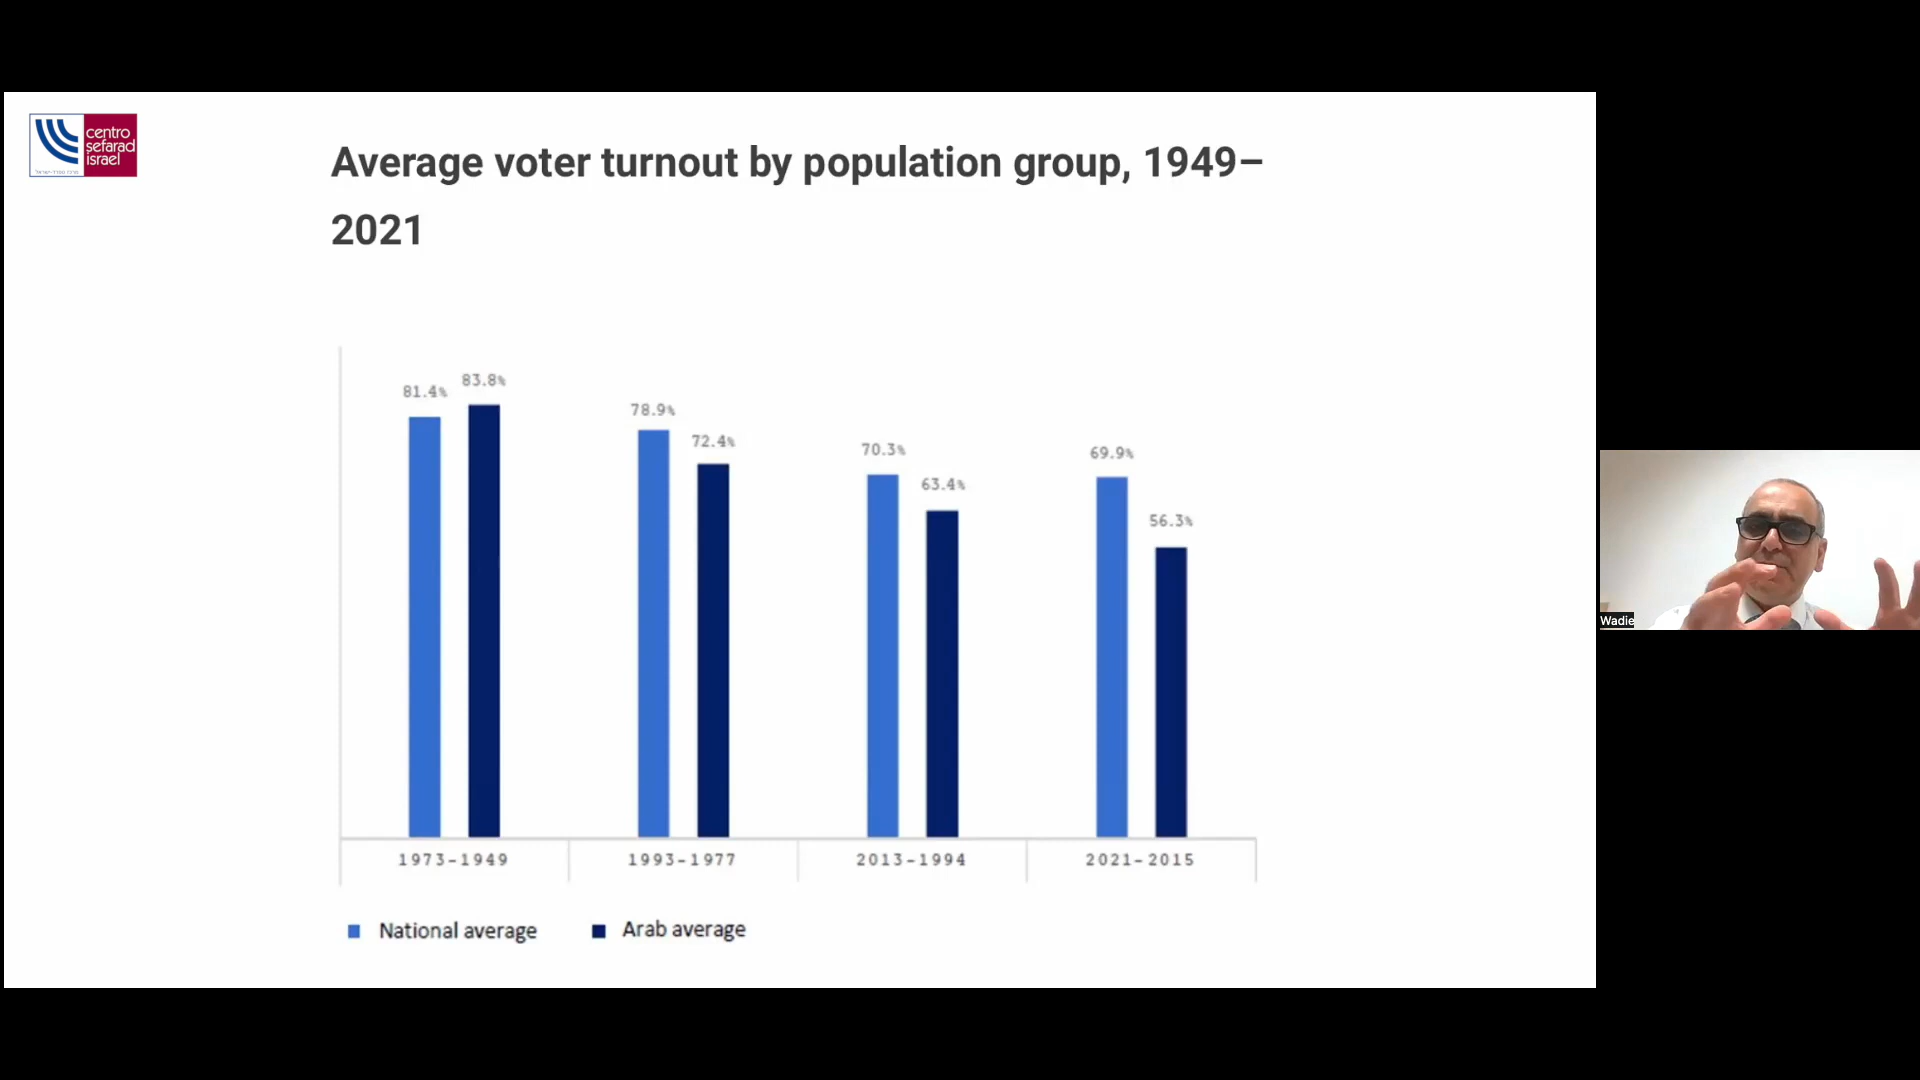 centro
sefarad
israel
Average voter turnout by population group, 1949–
2021
81.4%
83.8%
78.9%
72.4%
70.3%
63.4%
69.9%
56.3%
1973-1949
1993-1977
2013-1994
2021-2015
National average
Arab average
Wadie